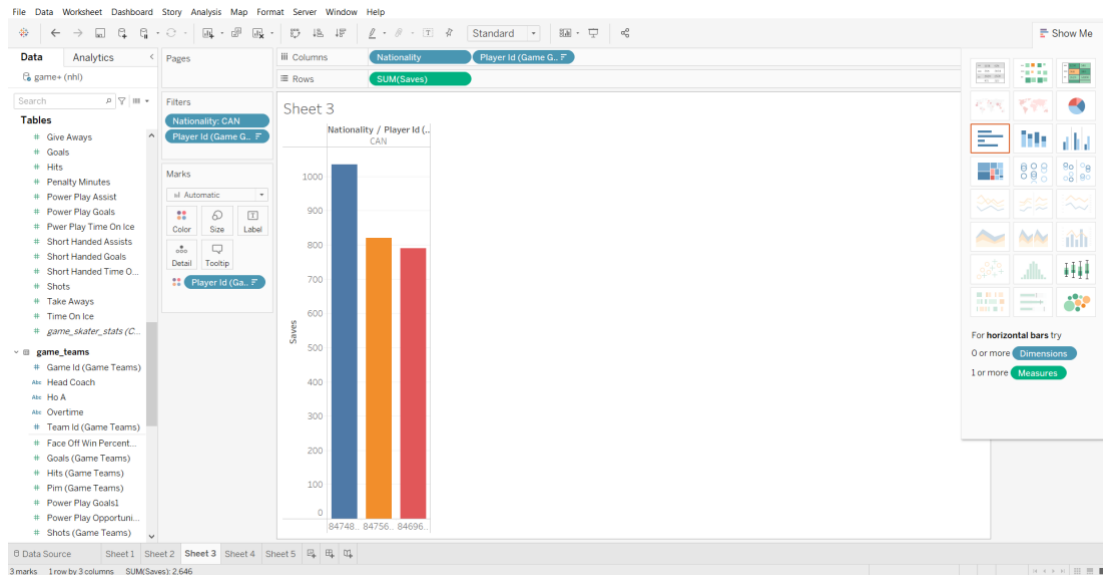 File Data Worksheet Dashboard Story Analysis Map Format Server Window Help
Standard
Show Me
Data Analytics
game+ (nhl)
Search
Tables
Give Aways
Goals
Hits
Penalty Minutes
Power Play Assist
Power Play Goals
Pwer Play Time On Ice
Short Handed Assists
Short Handed Goals
Short Handed Time O...
Shots
Take Aways
Time On Ice
game_skater_stats (C...
game_teams
Game Id (Game Teams)
Abc Head Coach
Abc Ho A
Abc Overtime
Team Id (Game Teams)
Face Off Win Percent...
Goals (Game Teams)
Hits (Game Teams)
Pim (Game Teams)
Power Play Goals1
Power Play Opportuni...
Shots (Game Teams)
Pages
Filters
Nationality: CAN
Player Id (Game G..
Marks
Automatic
Color Size Label
Detail Tooltip
Player Id (Ga..
Columns Nationality Player Id (Game G..
Rows SUM(Saves)
Sheet 3
Nationality / Player Id (..
CAN
1000
900
800
700
600
500
400
300
200
100
0
Saves
84748.. 84756.. 84696..
For horizontal bars try
0 or more Dimensions
1 or more Measures
Data Source Sheet 1 Sheet 2 Sheet 3 Sheet 4 Sheet 5
3 marks 1 row by 3 columns SUM(Saves): 2,646